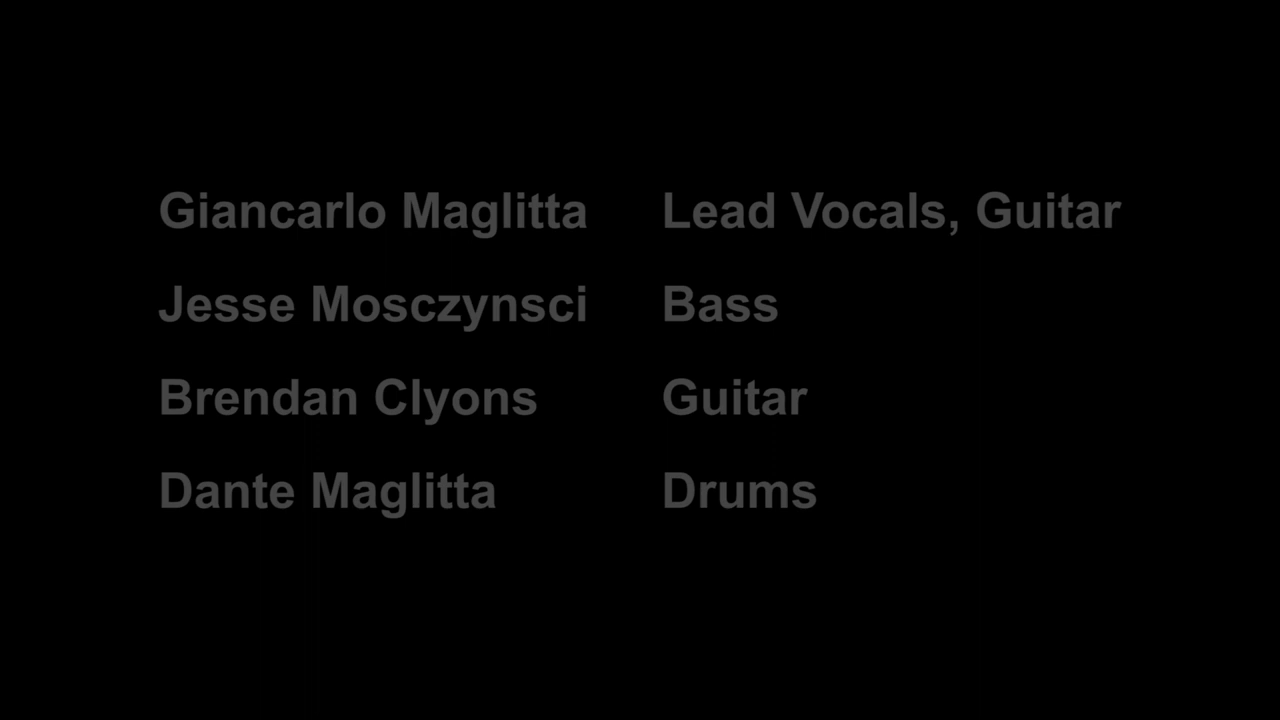 Giancarlo Maglitta Lead Vocals, Guitar
Jesse Mosczynsci Bass
Brendan Clyons Guitar
Dante Maglitta Drums